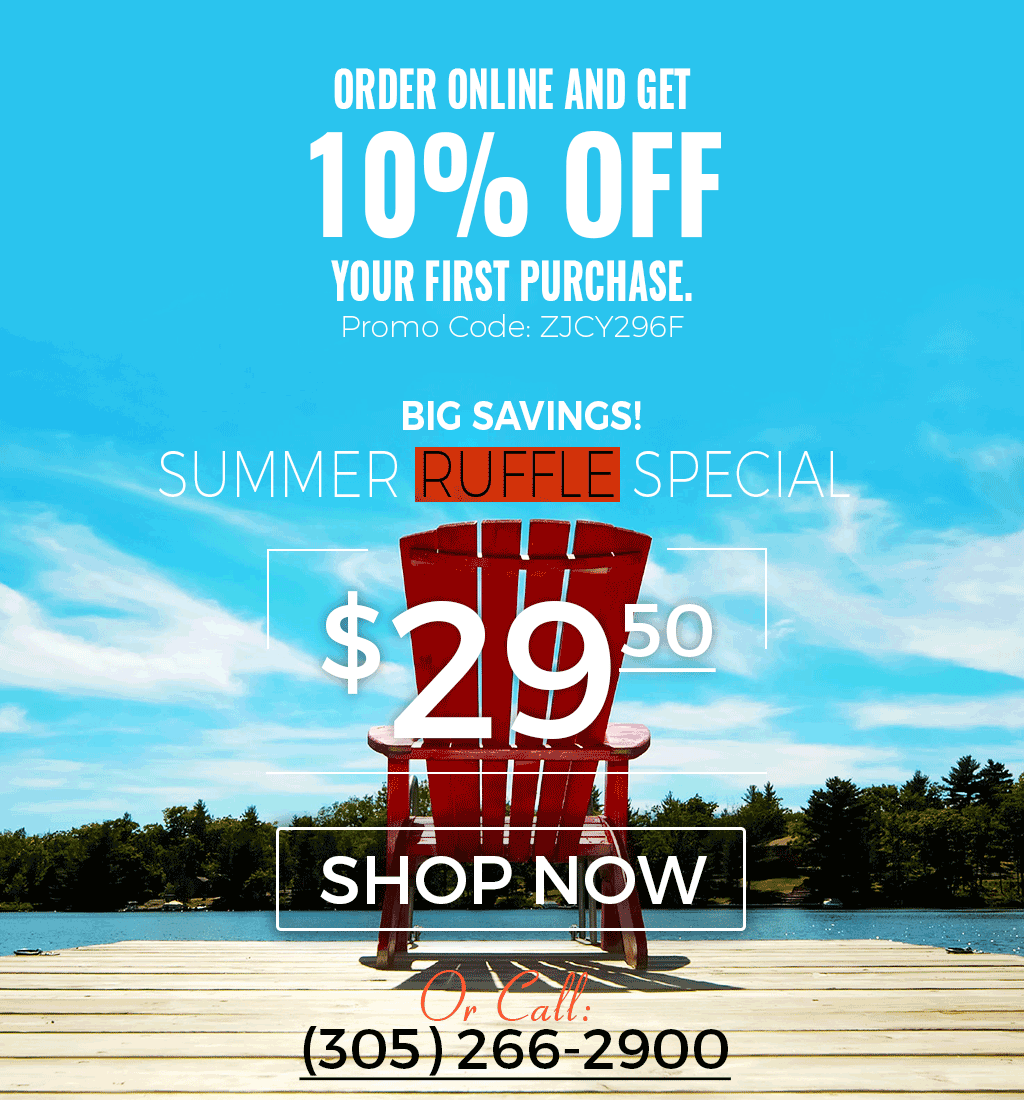 ORDER ONLINE AND GET
10% OFF
YOUR FIRST PURCHASE.
Promo Code: ZJCY296F
BIG SAVINGS!
SUMMER RUFFLE SPECIAL
$29 50
SHOP NOW
Or Call:
(305) 266-2900